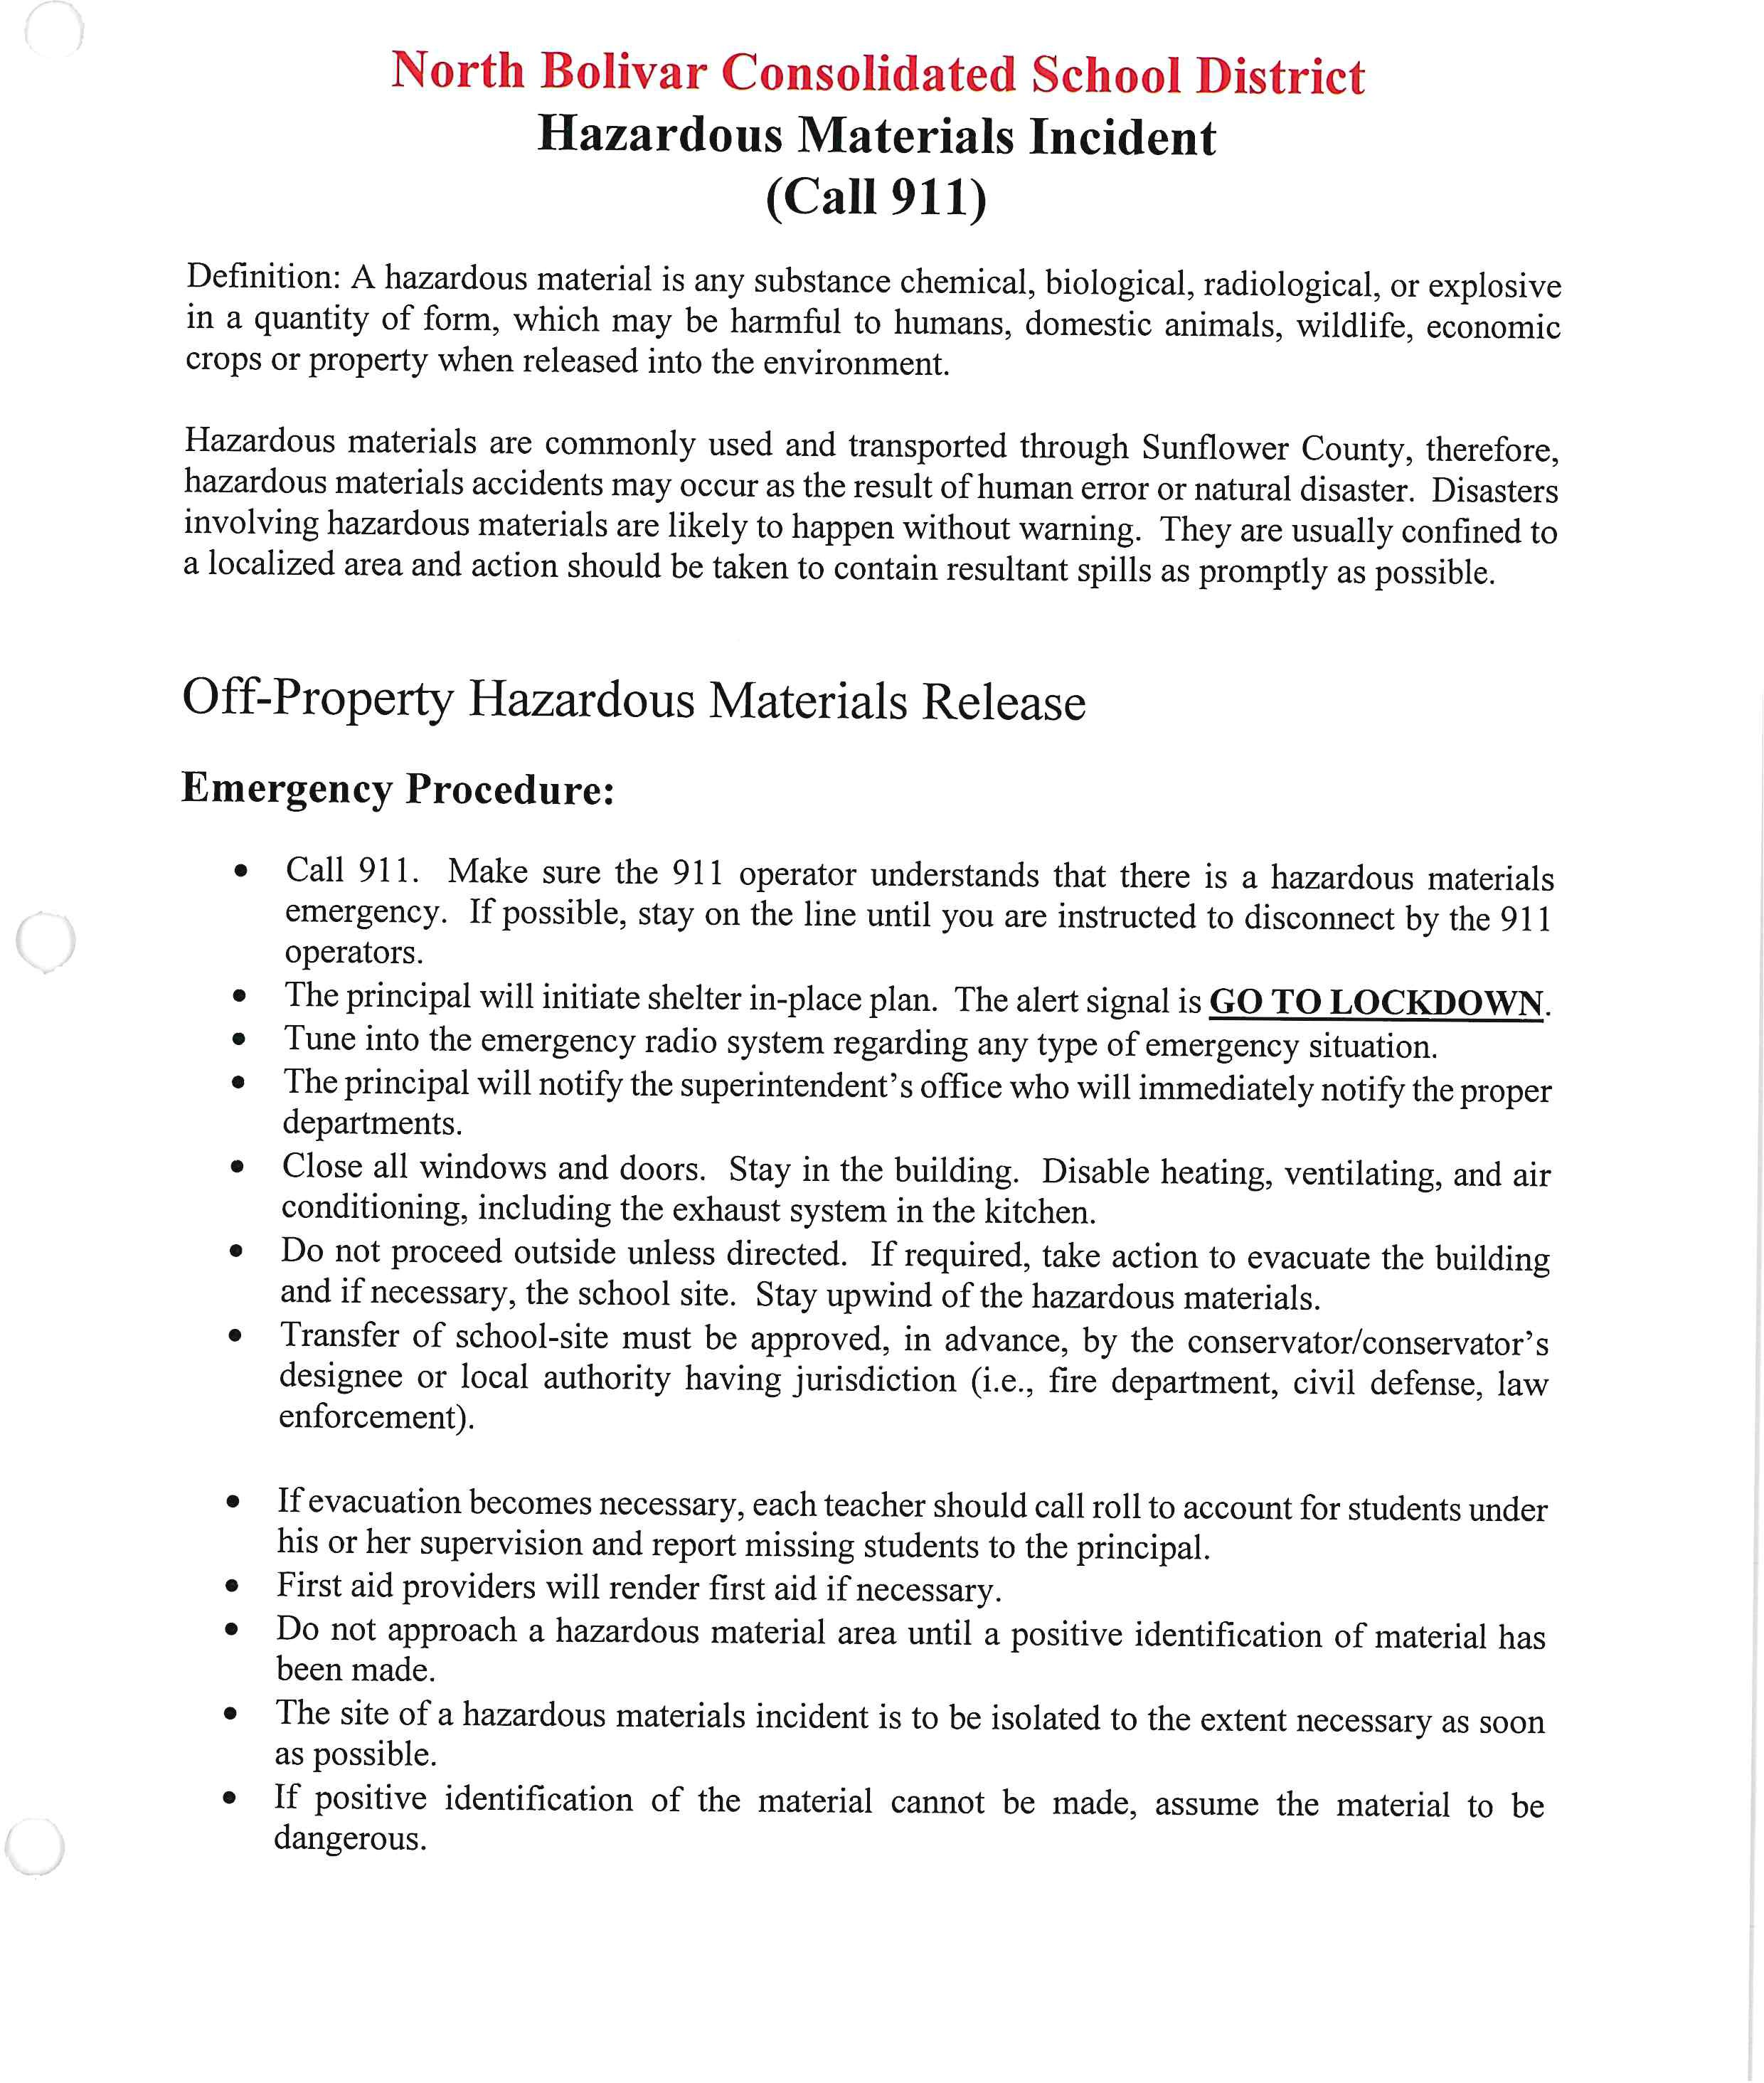 North Bolivar Consolidated School District
Hazardous Materials Incident
(Call 911)
Definition: A hazardous material is any substance chemical, biological, radiological, or explosive
in a quantity of form, which may be harmful to humans, domestic animals, wildlife, economic
crops or property when released into the environment.
Hazardous materials are commonly used and transported through Sunflower County, therefore,
hazardous materials accidents may occur as the result of human error or natural disaster. Disasters
involving hazardous materials are likely to happen without warning. They are usually confined to
a localized area and action should be taken to contain resultant spills as promptly as possible.
Off-Property Hazardous Materials Release
Emergency Procedure:
• Call 911. Make sure the 911 operator understands that there is a hazardous materials
emergency. If possible, stay on the line until you are instructed to disconnect by the 911
operators.
• The principal will initiate shelter in-place plan. The alert signal is GO TO LOCKDOWN.
• Tune into the emergency radio system regarding any type of emergency situation.
• The principal will notify the superintendent's office who will immediately notify the proper
departments.
• Close all windows and doors. Stay in the building. Disable heating, ventilating, and air
conditioning, including the exhaust system in the kitchen.
• Do not proceed outside unless directed. If required, take action to evacuate the building
and if necessary, the school site. Stay upwind of the hazardous materials.
• Transfer of school-site must be approved, in advance, by the conservator/conservator's
designee or local authority having jurisdiction (i.e., fire department, civil defense, law
enforcement).
• If evacuation becomes necessary, each teacher should call roll to account for students under
his or her supervision and report missing students to the principal.
• First aid providers will render first aid if necessary.
• Do not approach a hazardous material area until a positive identification of material has
been made.
• The site of a hazardous materials incident is to be isolated to the extent necessary as soon
as possible.
• If positive identification of the material cannot be made, assume the material to be
dangerous.